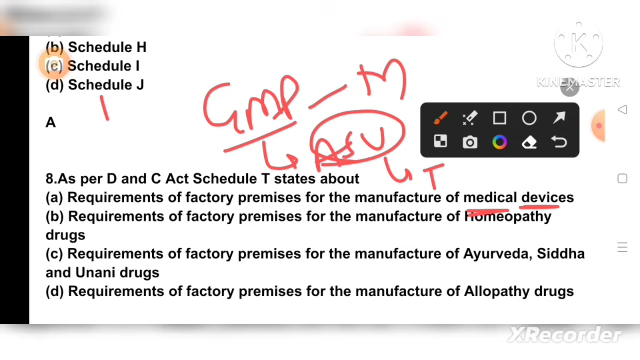 (b) Schedule H
(c) Schedule I
(d) Schedule J
A
GMP - M
ASU
T
8.As per D and C Act Schedule T states about
(a) Requirements of factory premises for the manufacture of medical devices
(b) Requirements of factory premises for the manufacture of Homeopathy
drugs
(c) Requirements of factory premises for the manufacture of Ayurveda, Siddha
and Unani drugs
(d) Requirements of factory premises for the manufacture of Allopathy drugs
KINEMASTER
XRecorder